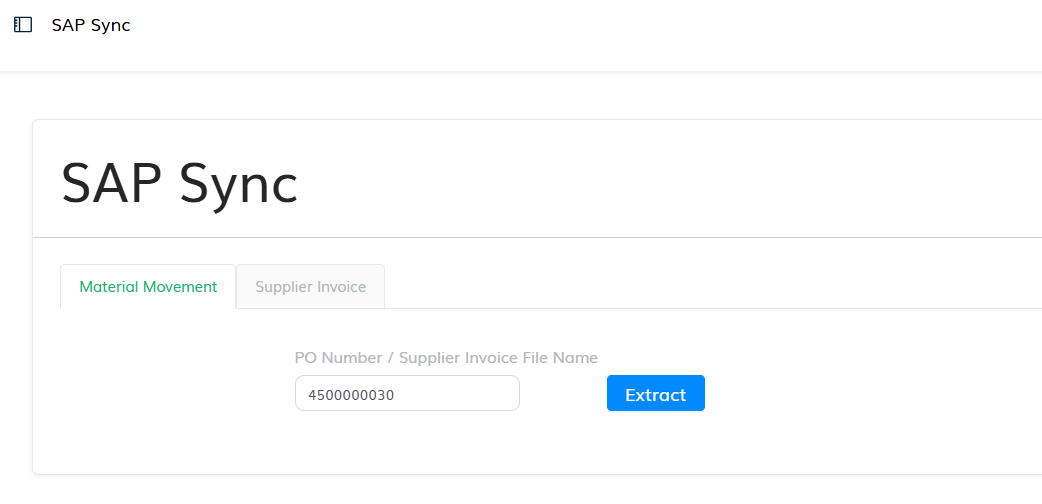 SAP Sync
SAP Sync
Material Movement
Supplier Invoice
PO Number / Supplier Invoice File Name
4500000030
Extract